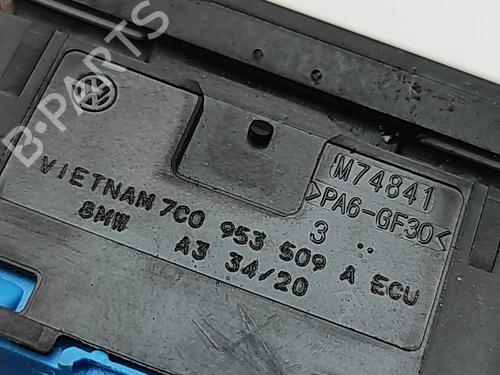 B-PARTS
M74841
>PA6-GF30<
3
VIETNAM 7C0 953 509 A ECU
8MW A3 34/20